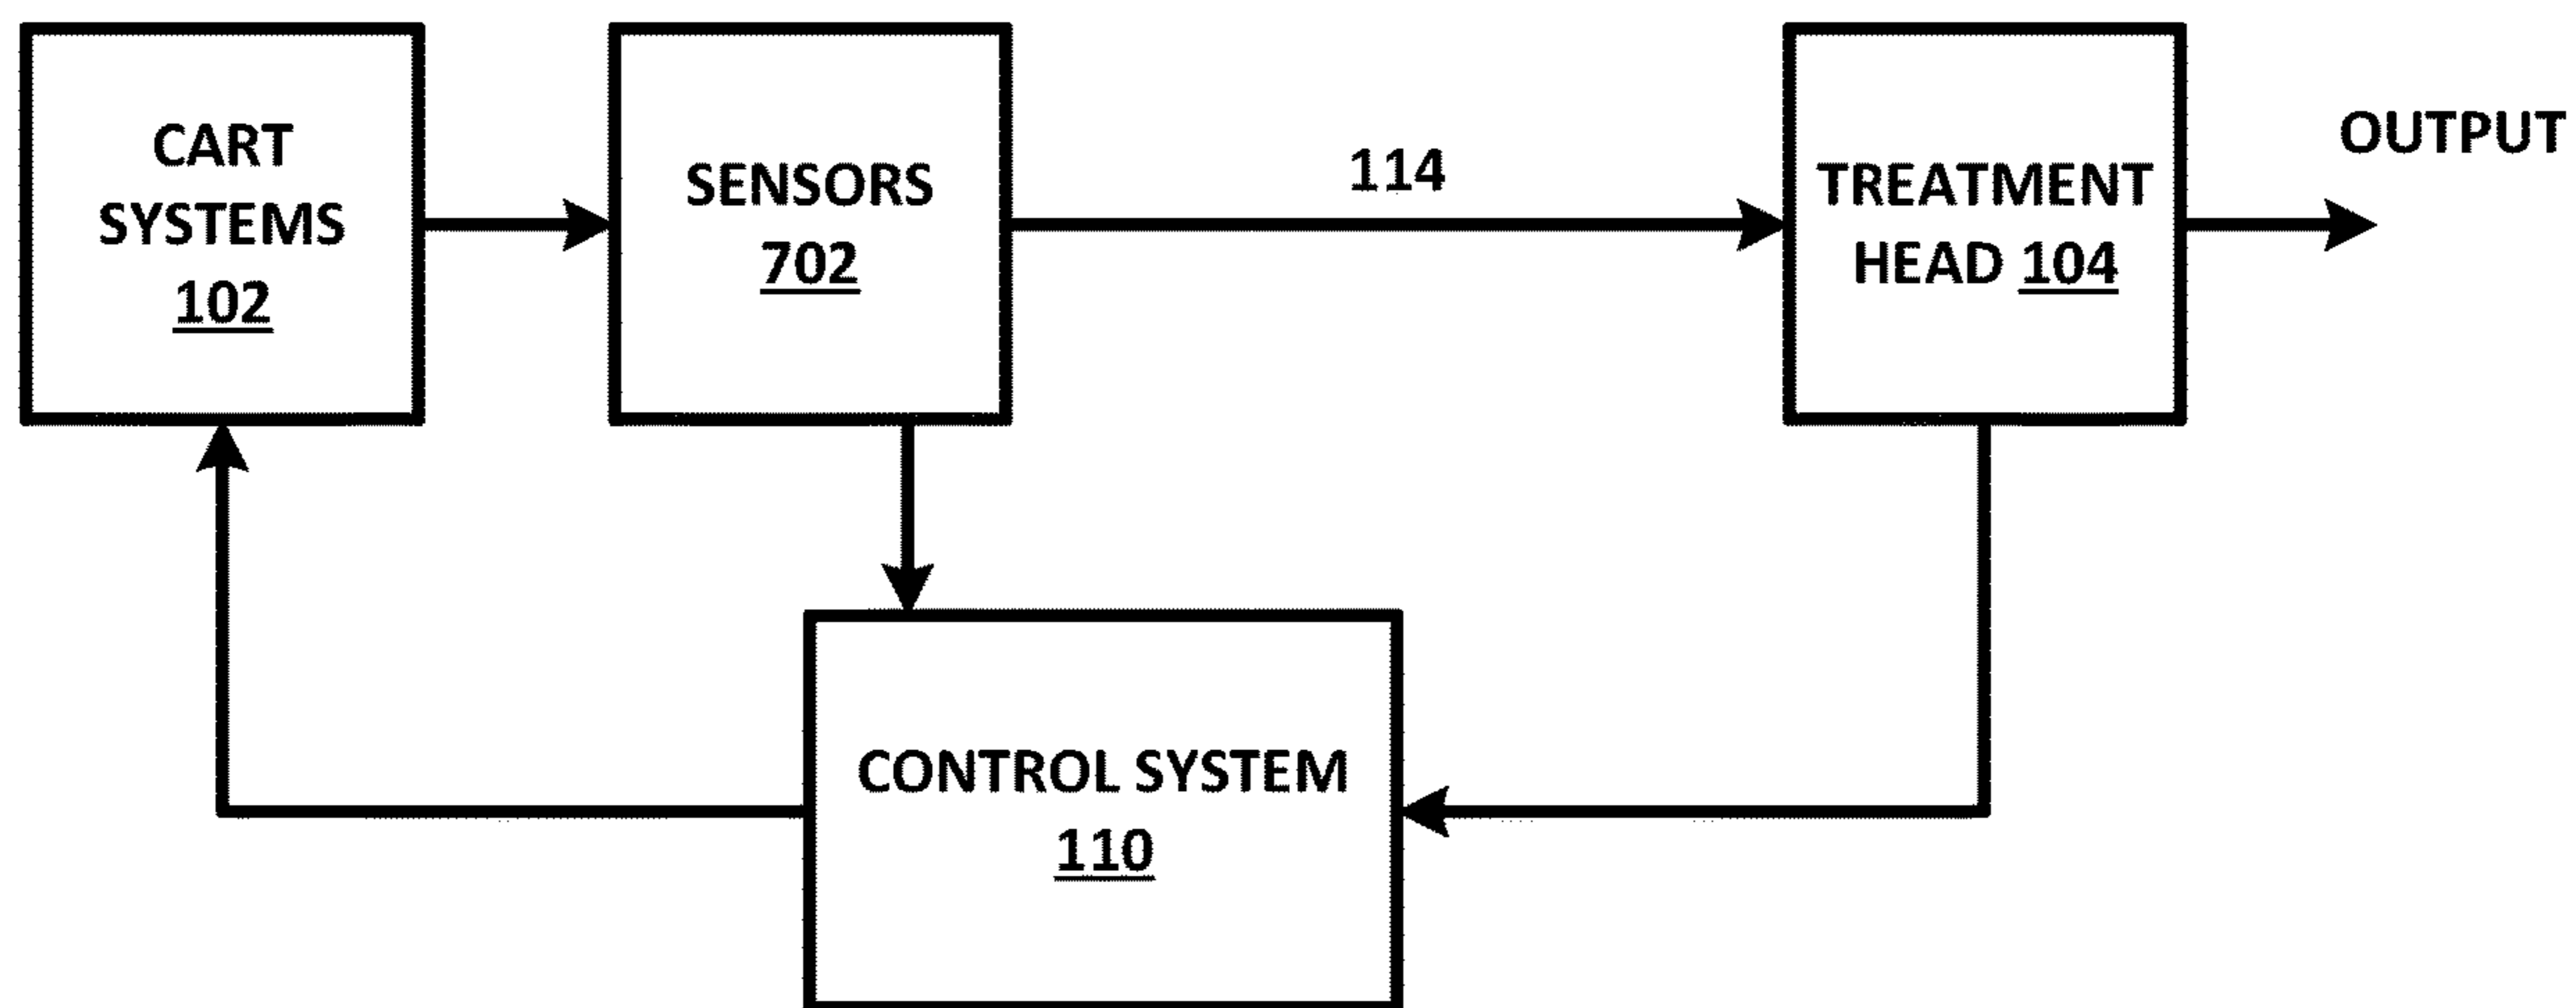 CART
SYSTEMS
102
SENSORS
702
114
TREATMENT
HEAD 104
OUTPUT
CONTROL SYSTEM
110